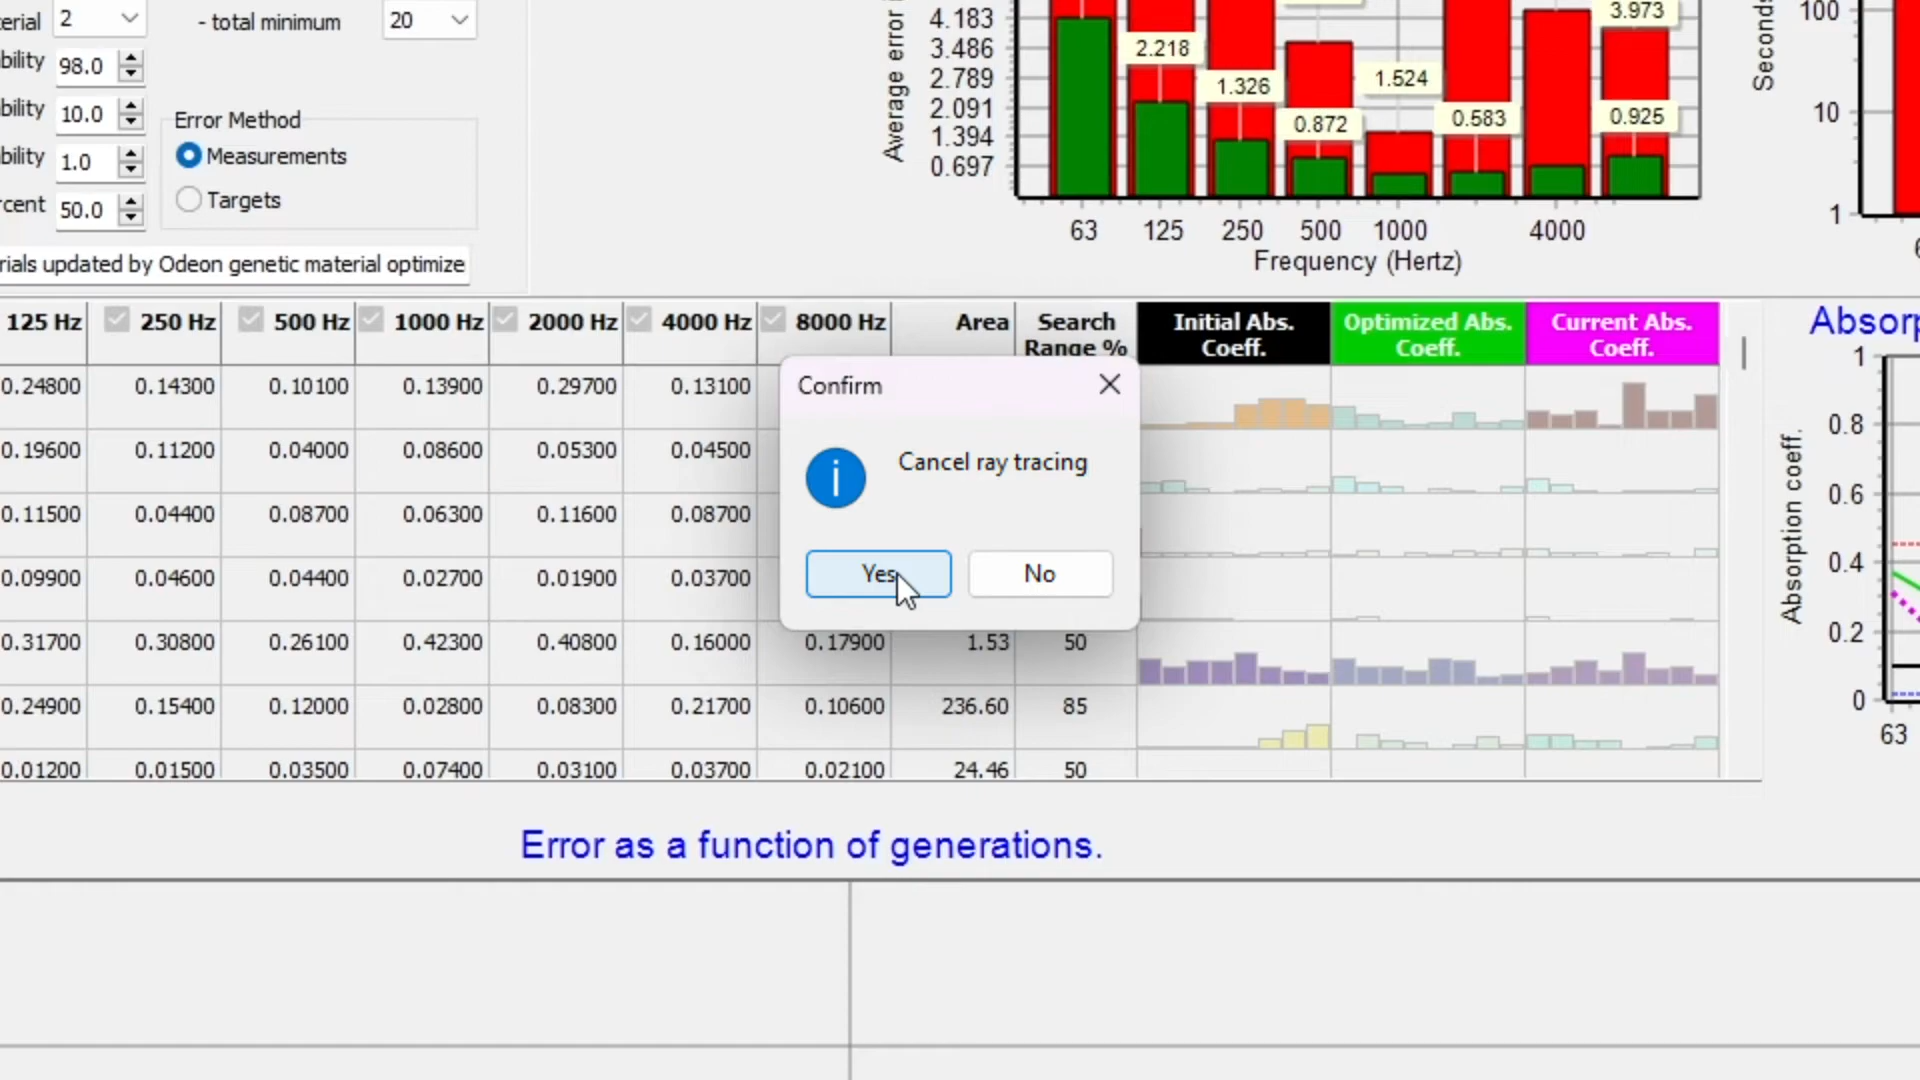 terial 2 - total minimum 20
bility 98.0
bility 10.0
bility 1.0
rcent 50.0
Error Method
Measurements
Targets
rials updated by Odeon genetic material optimize
Average error
4.183
3.486
2.789
2.091
1.394
0.697
2.218
1.326
0.872
1.524
0.583
3.973
0.925
63 125 250 500 1000 4000
Frequency (Hertz)
Seconds
100
10
1
125 Hz 250 Hz 500 Hz 1000 Hz 2000 Hz 4000 Hz 8000 Hz Area Search Initial Abs. Optimized Abs. Current Abs.
Range % Coeff. Coeff. Coeff.
0.24800 0.14300 0.10100 0.13900 0.29700 0.13100
0.19600 0.11200 0.04000 0.08600 0.05300 0.04500
0.11500 0.04400 0.08700 0.06300 0.11600 0.08700
0.09900 0.04600 0.04400 0.02700 0.01900 0.03700
0.31700 0.30800 0.26100 0.42300 0.40800 0.16000 0.17900 1.53 50
0.24900 0.15400 0.12000 0.02800 0.08300 0.21700 0.10600 236.60 85
0.01200 0.01500 0.03500 0.07400 0.03100 0.03700 0.02100 24.46 50
Confirm
Cancel ray tracing
Yes No
Absorp
Absorption coeff.
1
0.8
0.6
0.4
0.2
0
63
Error as a function of generations.